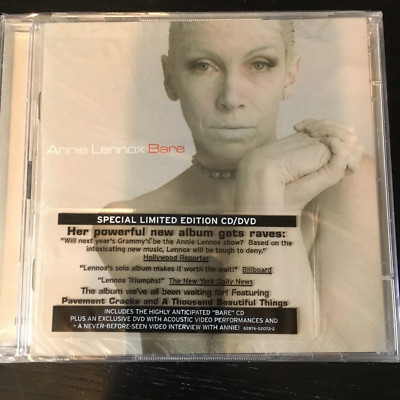 Annie Lennox Bare
SPECIAL LIMITED EDITION CD/DVD
Her powerful new album gets raves:
"Will next year's Grammy's be the Annie Lennox show? Based on
the intoxicating new music, Lennox will be tough to deny."
Hollywood Reporter
"Lennox's solo album makes it worth the wait!" Billboard
"Lennox Triumphs!" The New York Daily News
The album we've all been waiting for! Featuring
Pavement Cracks and A Thousand Beautiful Things
INCLUDES THE HIGHLY ANTICIPATED "BARE" CD
PLUS AN EXCLUSIVE DVD WITH ACOUSTIC VIDEO PERFORMANCES AND
A NEVER-BEFORE-SEEN VIDEO INTERVIEW WITH ANNIE! 82876-52072-2